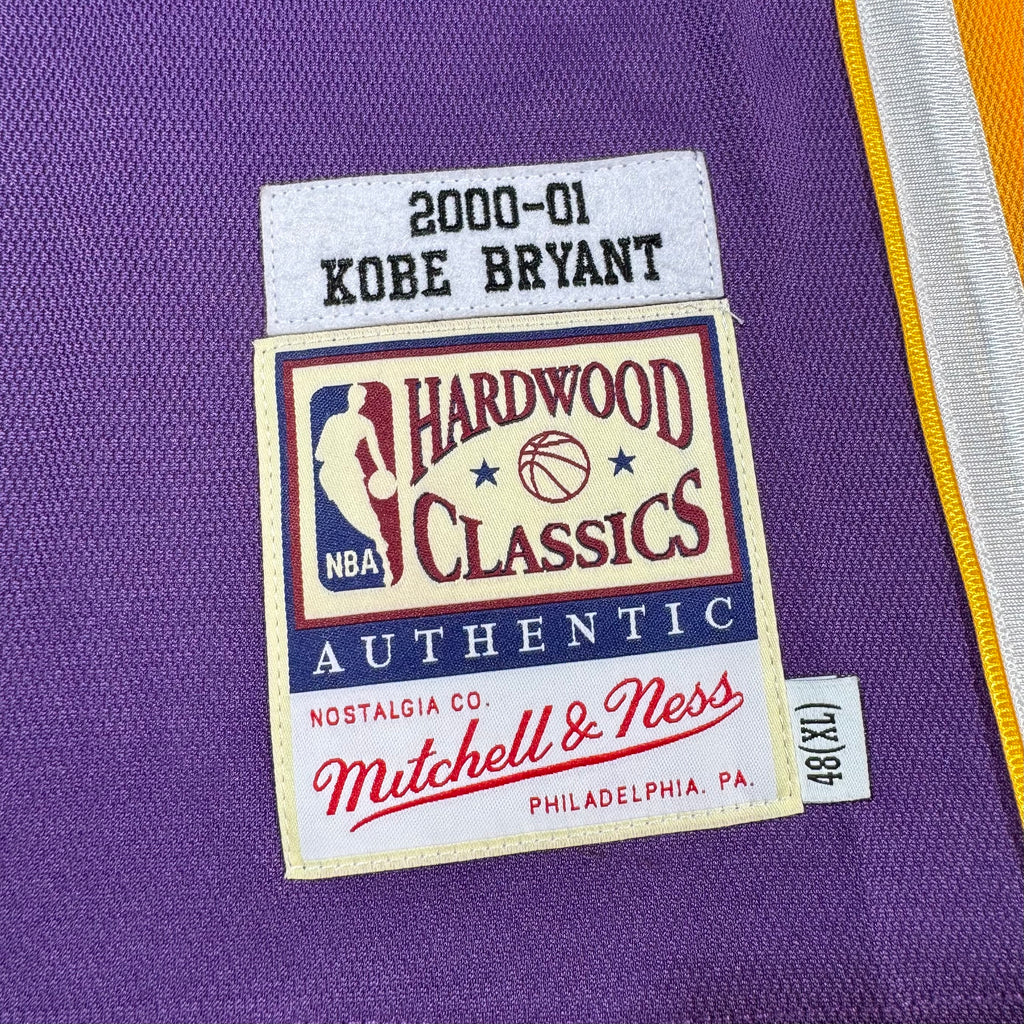 2000-01
KOBE BRYANT
HARDWOOD
CLASSICS
NBA
AUTHENTIC
NOSTALGIA CO.
Mitchell & Ness
PHILADELPHIA. PA.
48(XL)